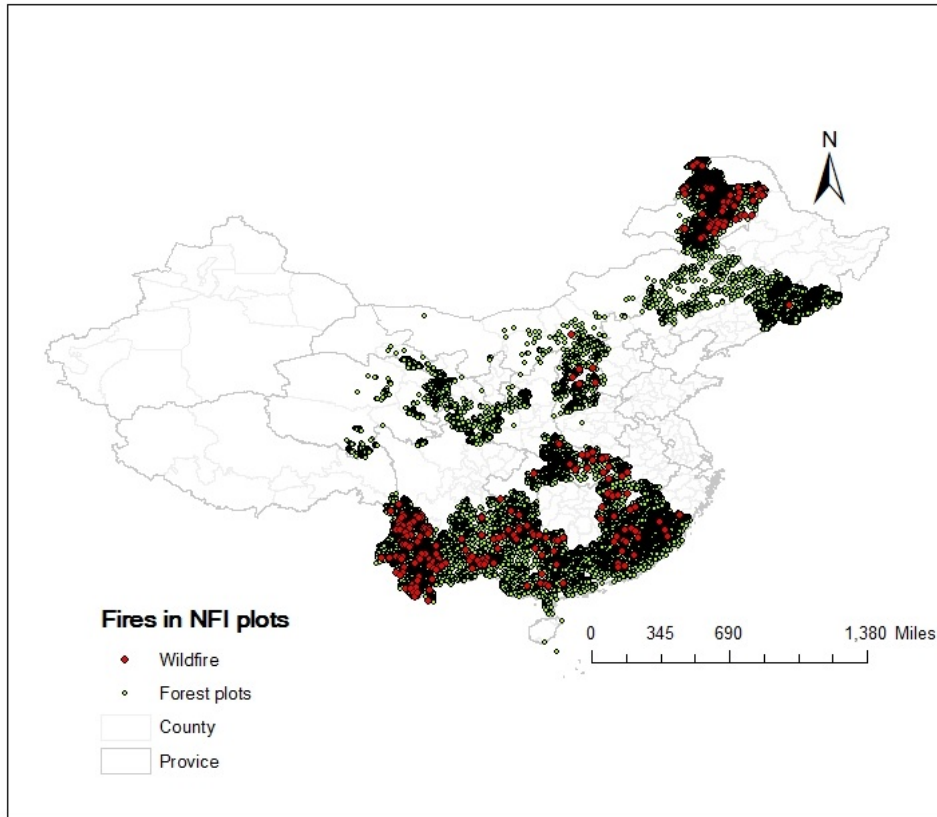 N
Fires in NFI plots
Wildfire
Forest plots
County
Provice
0 345 690 1,380 Miles